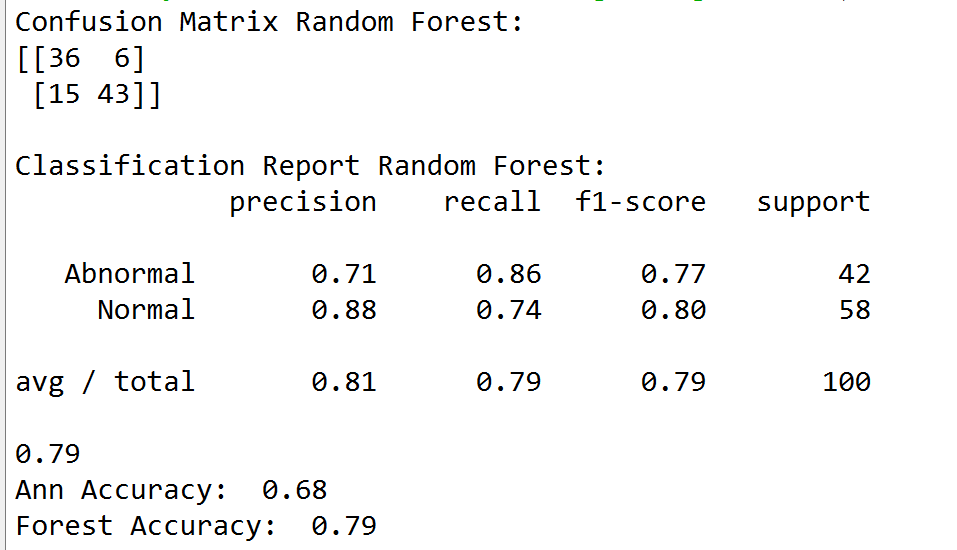 Confusion Matrix Random Forest:
[[36  6]
 [15 43]]
Classification Report Random Forest:
             precision    recall  f1-score   support
   Abnormal       0.71      0.86      0.77        42
     Normal       0.88      0.74      0.80        58
avg / total       0.81      0.79      0.79       100
0.79
Ann Accuracy:  0.68
Forest Accuracy:  0.79